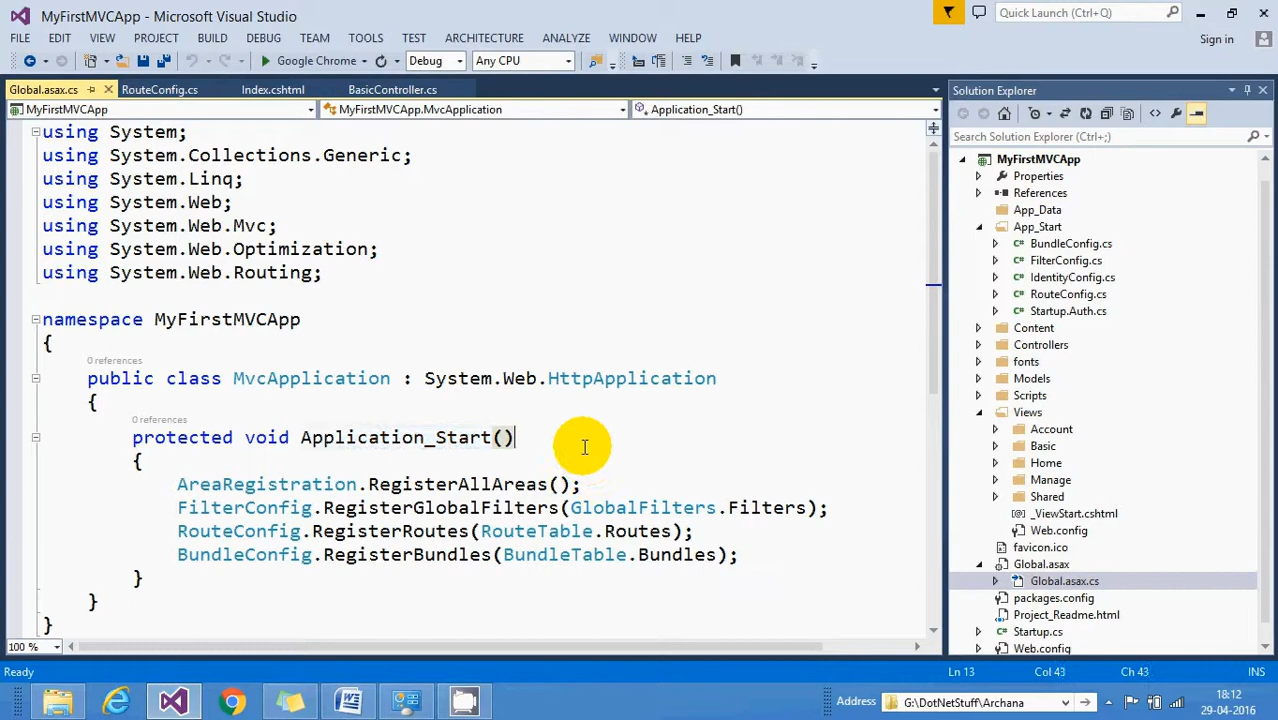 MyFirstMVCApp - Microsoft Visual Studio
Quick Launch (Ctrl+Q)
FILE EDIT VIEW PROJECT BUILD DEBUG TEAM TOOLS TEST ARCHITECTURE ANALYZE WINDOW HELP
Sign in
Google Chrome Debug Any CPU
Global.asax.cs RouteConfig.cs Index.cshtml BasicController.cs
MyFirstMVCApp MyFirstMVCApp.MvcApplication Application_Start()
using System;
using System.Collections.Generic;
using System.Linq;
using System.Web;
using System.Web.Mvc;
using System.Web.Optimization;
using System.Web.Routing;
namespace MyFirstMVCApp
{
0 references
public class MvcApplication : System.Web.HttpApplication
{
0 references
protected void Application_Start()
{
AreaRegistration.RegisterAllAreas();
FilterConfig.RegisterGlobalFilters(GlobalFilters.Filters);
RouteConfig.RegisterRoutes(RouteTable.Routes);
BundleConfig.RegisterBundles(BundleTable.Bundles);
}
}
}
100 %
Solution Explorer
Search Solution Explorer (Ctrl+;)
MyFirstMVCApp
Properties
References
App_Data
App_Start
C# BundleConfig.cs
C# FilterConfig.cs
C# IdentityConfig.cs
C# RouteConfig.cs
C# Startup.Auth.cs
Content
Controllers
fonts
Models
Scripts
Views
Account
Basic
Home
Manage
Shared
_ViewStart.cshtml
Web.config
favicon.ico
Global.asax
Global.asax.cs
packages.config
Project_Readme.html
C# Startup.cs
Web.config
Ready Ln 13 Col 43 Ch 43 INS
Address G:\DotNetStuff\Archana
18:12
29-04-2016